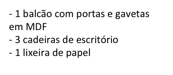 - 1 balcão com portas e gavetas
em MDF
- 3 cadeiras de escritório
- 1 lixeira de papel